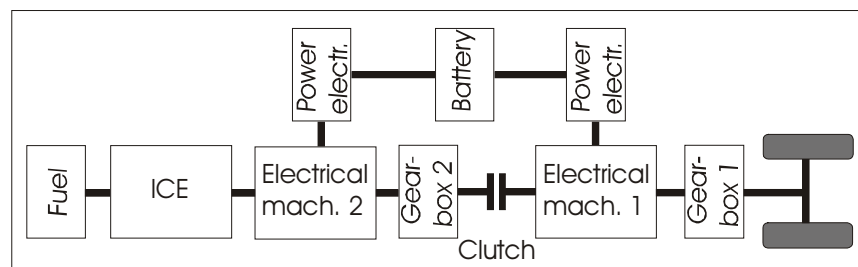 Power
electr.
Battery
Power
electr.
Fuel
ICE
Electrical
mach. 2
Gear-
box 2
Clutch
Electrical
mach. 1
Gear-
box 1